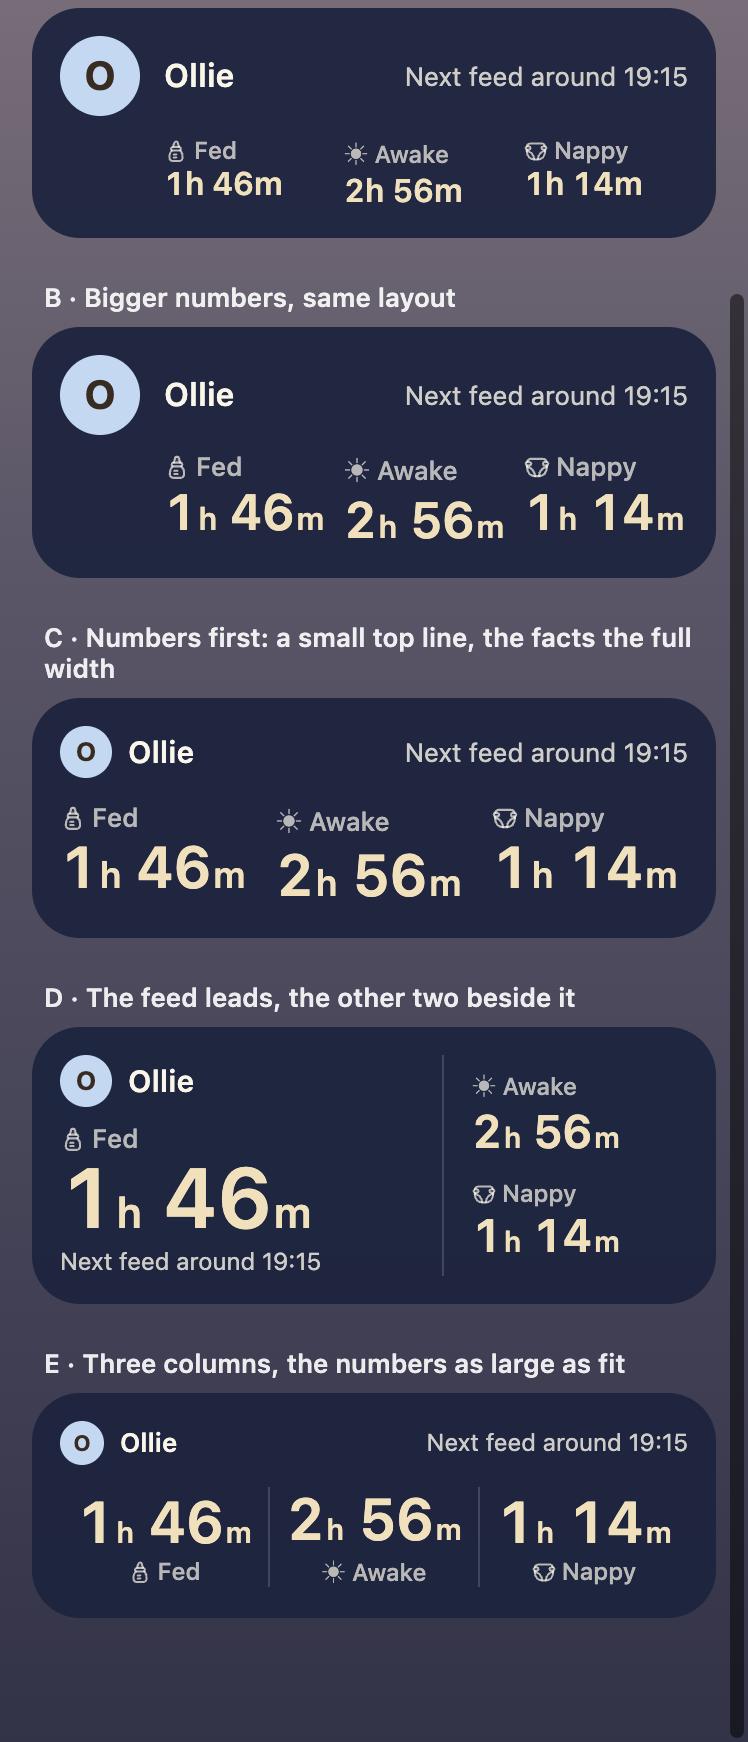 O Ollie Next feed around 19:15
Fed Awake Nappy
1h 46m 2h 56m 1h 14m
B · Bigger numbers, same layout
O Ollie Next feed around 19:15
Fed Awake Nappy
1h 46m 2h 56m 1h 14m
C · Numbers first: a small top line, the facts the full
width
O Ollie Next feed around 19:15
Fed Awake Nappy
1h 46m 2h 56m 1h 14m
D · The feed leads, the other two beside it
O Ollie
Fed
1h 46m
Next feed around 19:15
Awake
2h 56m
Nappy
1h 14m
E · Three columns, the numbers as large as fit
O Ollie Next feed around 19:15
1h 46m 2h 56m 1h 14m
Fed Awake Nappy